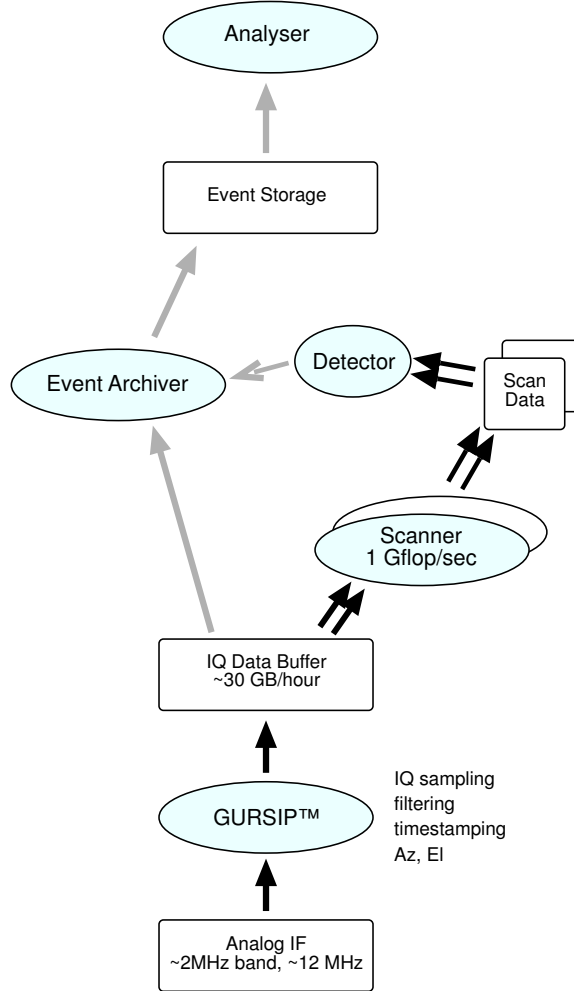 Analyser
Event Storage
Detector
Event Archiver
Scan
Data
Scanner
1 Gflop/sec
IQ Data Buffer
~30 GB/hour
IQ sampling
filtering
timestamping
Az, El
GURSIP™
Analog IF
~2MHz band, ~12 MHz